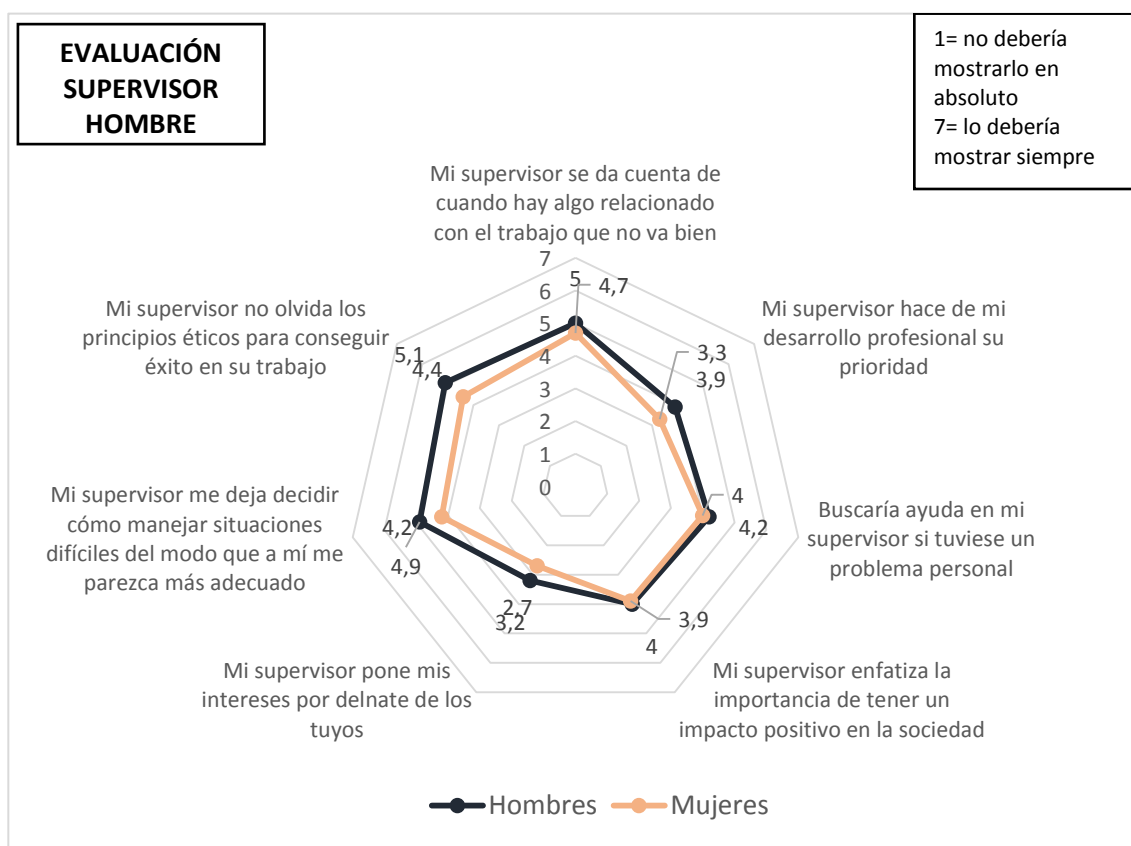 EVALUACIÓN
SUPERVISOR
HOMBRE
1= no debería
mostrarlo en
absoluto
7= lo debería
mostrar siempre
Mi supervisor se da cuenta de
cuando hay algo relacionado
con el trabajo que no va bien
Mi supervisor hace de mi
desarrollo profesional su
prioridad
Buscaría ayuda en mi
supervisor si tuviese un
problema personal
Mi supervisor enfatiza la
importancia de tener un
impacto positivo en la sociedad
Mi supervisor pone mis
intereses por delnate de los
tuyos
Mi supervisor me deja decidir
cómo manejar situaciones
difíciles del modo que a mí me
parezca más adecuado
Mi supervisor no olvida los
principios éticos para conseguir
éxito en su trabajo
7
6
5
4
3
2
1
0
5
4,7
3,3
3,9
4
4,2
3,9
4
2,7
3,2
4,2
4,9
5,1
4,4
Hombres
Mujeres